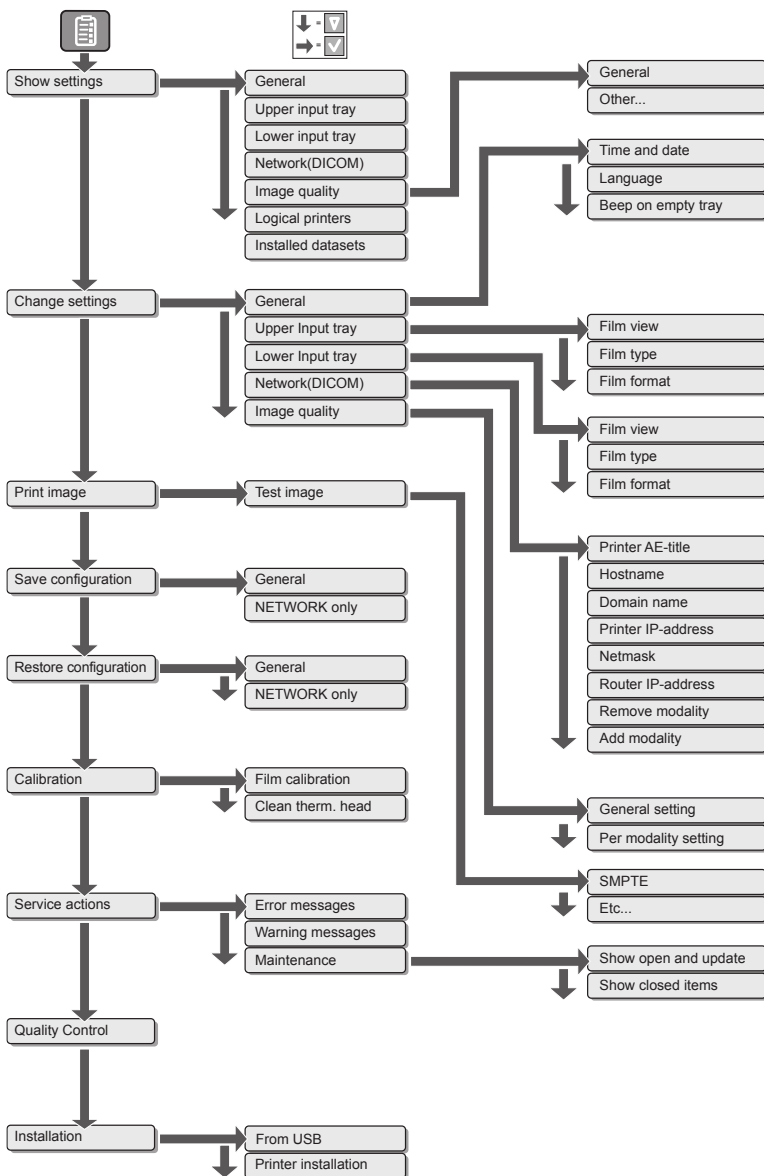 Show settings
General
Upper input tray
Lower input tray
Network(DICOM)
Image quality
Logical printers
Installed datasets
General
Other...
Change settings
General
Upper Input tray
Lower Input tray
Network(DICOM)
Image quality
Time and date
Language
Beep on empty tray
Film view
Film type
Film format
Film view
Film type
Film format
Printer AE-title
Hostname
Domain name
Printer IP-address
Netmask
Router IP-address
Remove modality
Add modality
General setting
Per modality setting
Print image
Test image
SMPTE
Etc...
Save configuration
General
NETWORK only
Restore configuration
General
NETWORK only
Calibration
Film calibration
Clean therm. head
Service actions
Error messages
Warning messages
Maintenance
Show open and update
Show closed items
Quality Control
Installation
From USB
Printer installation